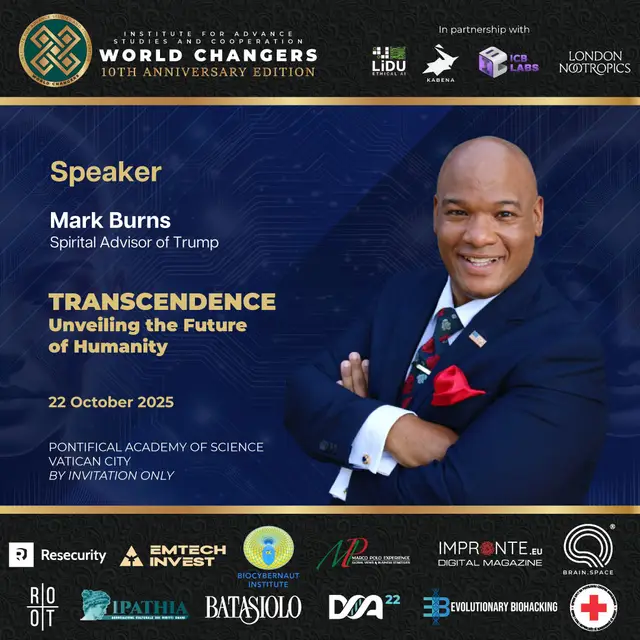 INSTITUTE FOR ADVANCE
STUDIES AND COOPERATION
WORLD CHANGERS
10TH ANNIVERSARY EDITION
WORLD CHANGERS
In partnership with
LiDU
ETHICAL AI
KABENA
ICB
LABS
LONDON
NOOTROPICS
Speaker
Mark Burns
Spirital Advisor of Trump
TRANSCENDENCE
Unveiling the Future
of Humanity
22 October 2025
PONTIFICAL ACADEMY OF SCIENCE
VATICAN CITY
BY INVITATION ONLY
Resecurity
EMTECH
INVEST
BIOCYBERNAUT
INSTITUTE
MARCO POLO EXPERIENCE
IMPRONTE.EU
DIGITAL MAGAZINE
BRAIN.SPACE
®
RO
OT
IPATHIA
BATASIOLO
22
EVOLUTIONARY BIOHACKING